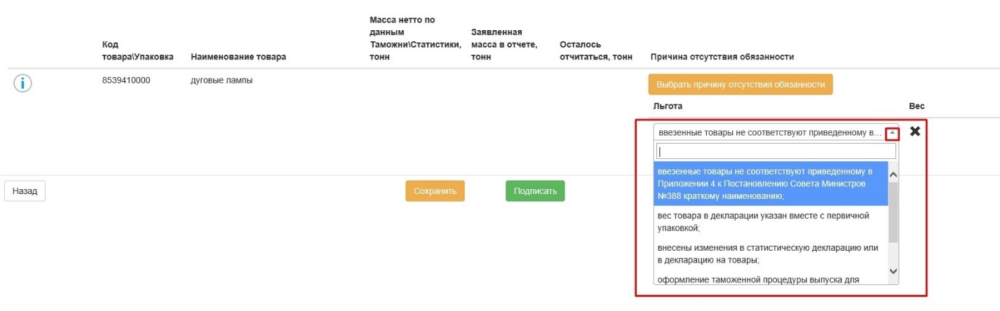 Код товара\Упаковка
Наименование товара
Масса нетто по данным Таможни\Статистики, тонн
Заявленная масса в отчете, тонн
Осталось отчитаться, тонн
Причина отсутствия обязанности
8539410000
дуговые лампы
Выбрать причину отсутствия обязанности
Льгота
Вес
ввезенные товары не соответствуют приведенному в...
ввезенные товары не соответствуют приведенному в
Приложении 4 к Постановлению Совета Министров
№388 краткому наименованию;
вес товара в декларации указан вместе с первичной
упаковкой;
внесены изменения в статистическую декларацию или
в декларацию на товары;
оформление таможенной процедуры выпуска для
Назад
Сохранить
Подписать